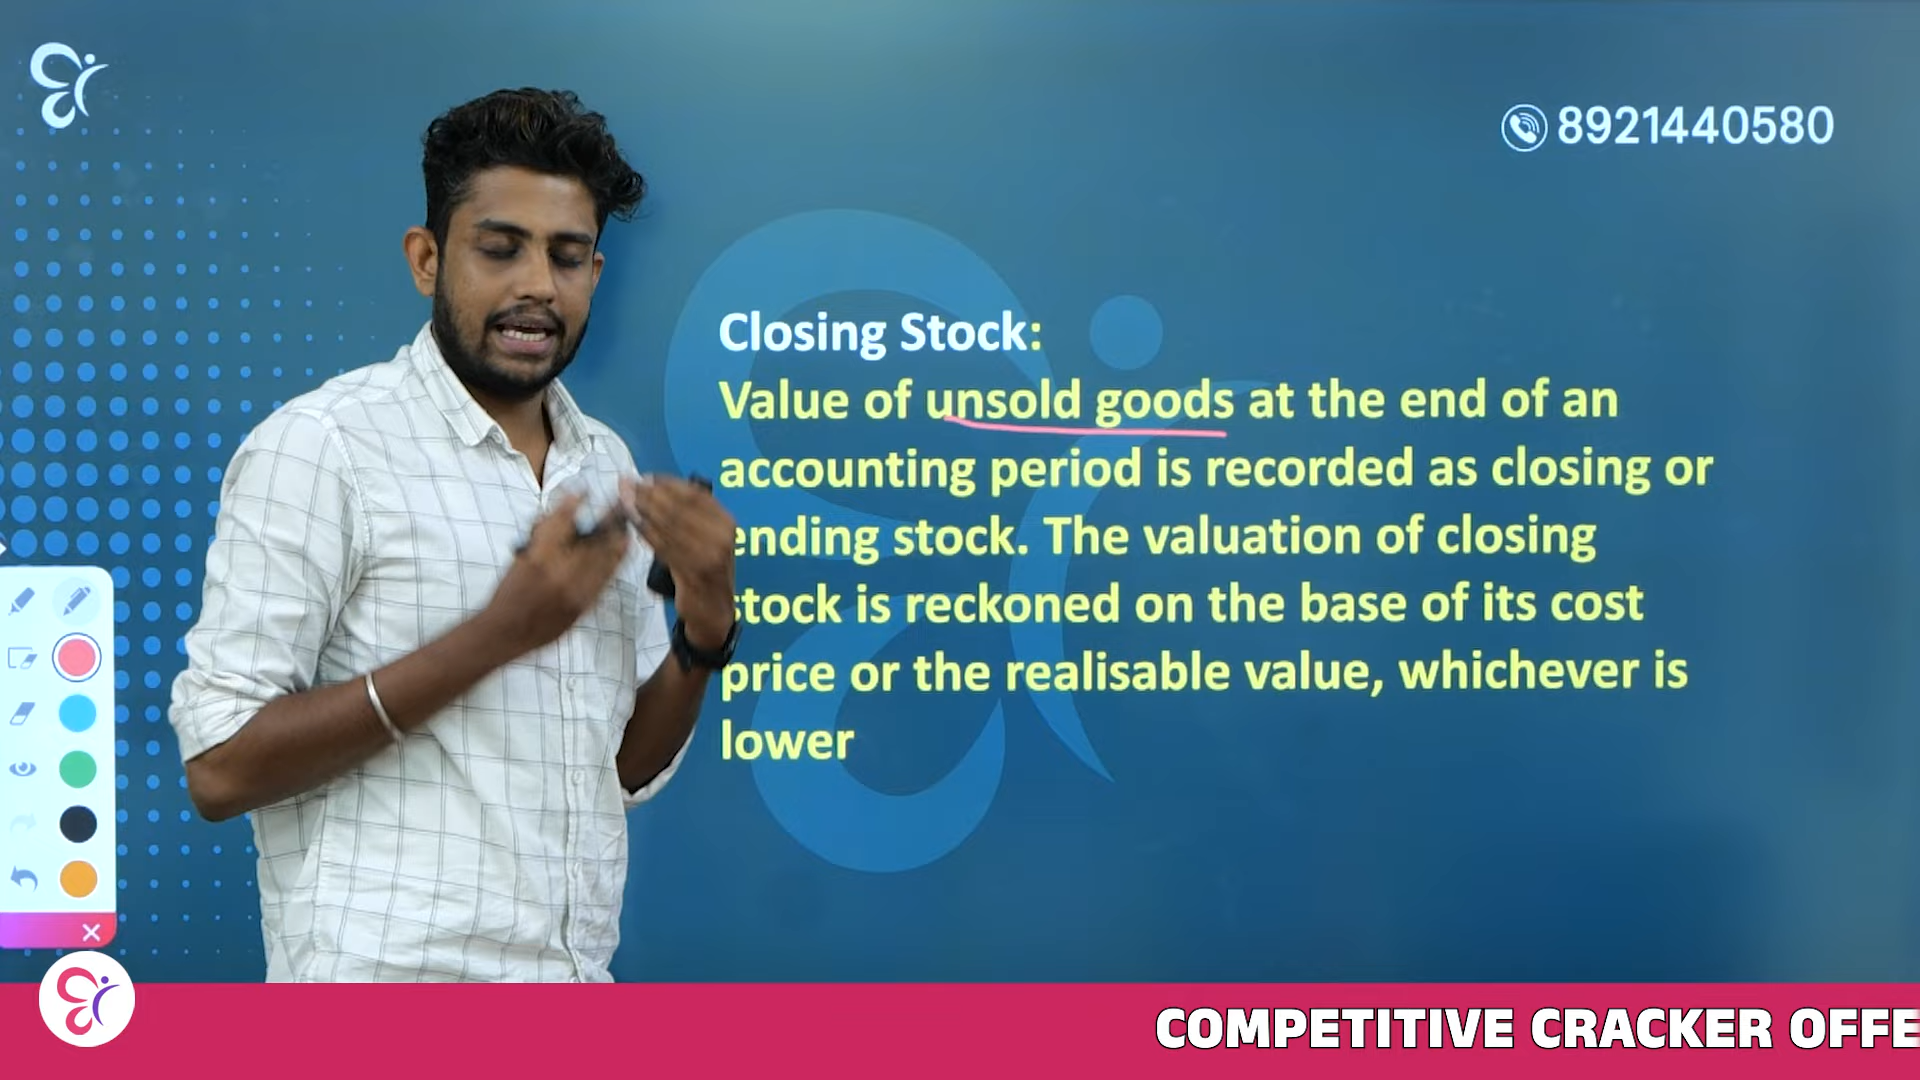 8921440580
Closing Stock:
Value of unsold goods at the end of an
accounting period is recorded as closing or
ending stock. The valuation of closing
stock is reckoned on the base of its cost
price or the realisable value, whichever is
lower
COMPETITIVE CRACKER OFFE